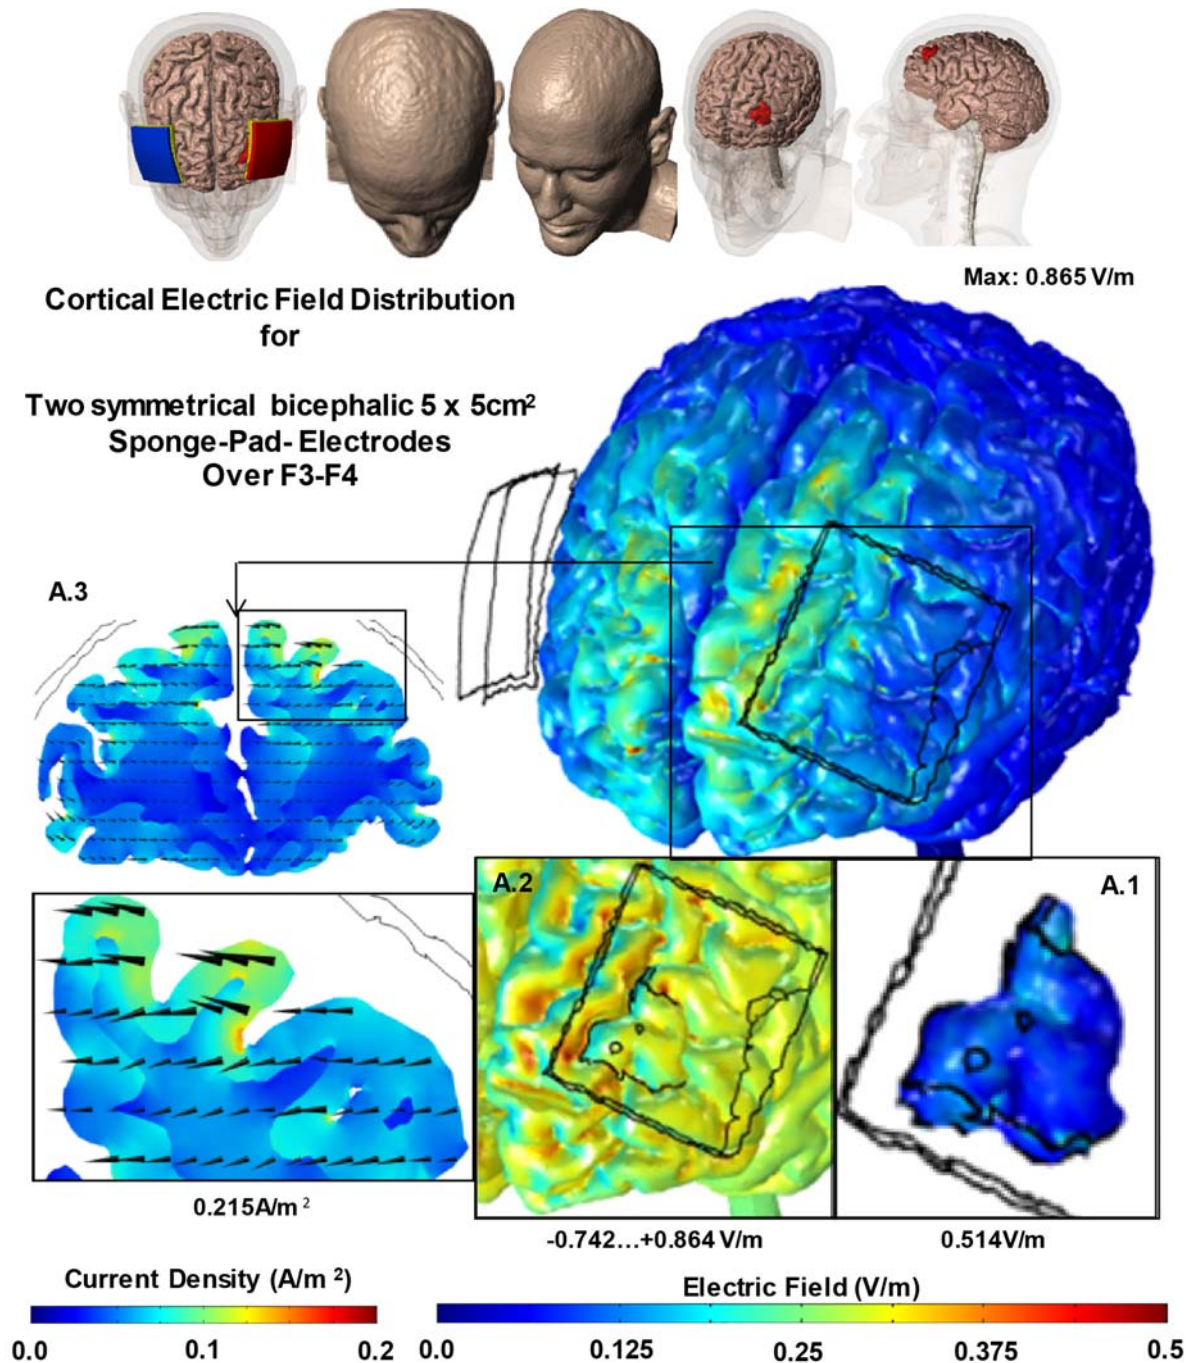 Max: 0.865 V/m
Cortical Electric Field Distribution
for
Two symmetrical bicephalic 5 x 5cm²
Sponge-Pad- Electrodes
Over F3-F4
A.3
A.2
A.1
0.215A/m ²
-0.742…+0.864 V/m
0.514V/m
Current Density (A/m ²)
Electric Field (V/m)
0.0 0.1 0.2
0.0 0.125 0.25 0.375 0.5